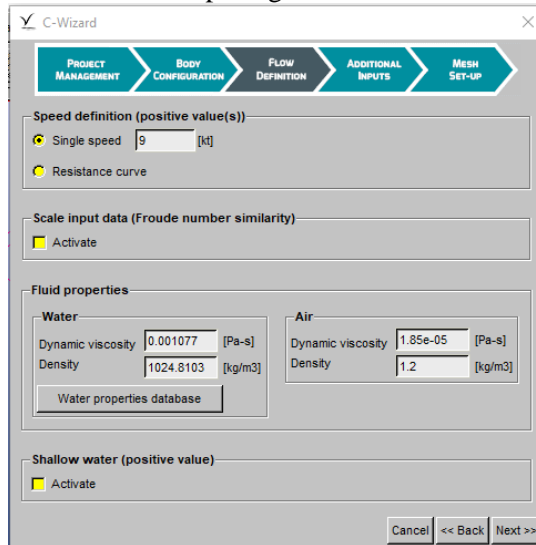 C-Wizard
PROJECT MANAGEMENT
BODY CONFIGURATION
FLOW DEFINITION
ADDITIONAL INPUTS
MESH SET-UP
Speed definition (positive value(s))
Single speed 9 [kt]
Resistance curve
Scale input data (Froude number similarity)
Activate
Fluid properties
Water
Dynamic viscosity 0.001077 [Pa-s]
Density 1024.8103 [kg/m3]
Water properties database
Air
Dynamic viscosity 1.85e-05 [Pa-s]
Density 1.2 [kg/m3]
Shallow water (positive value)
Activate
Cancel << Back Next >>